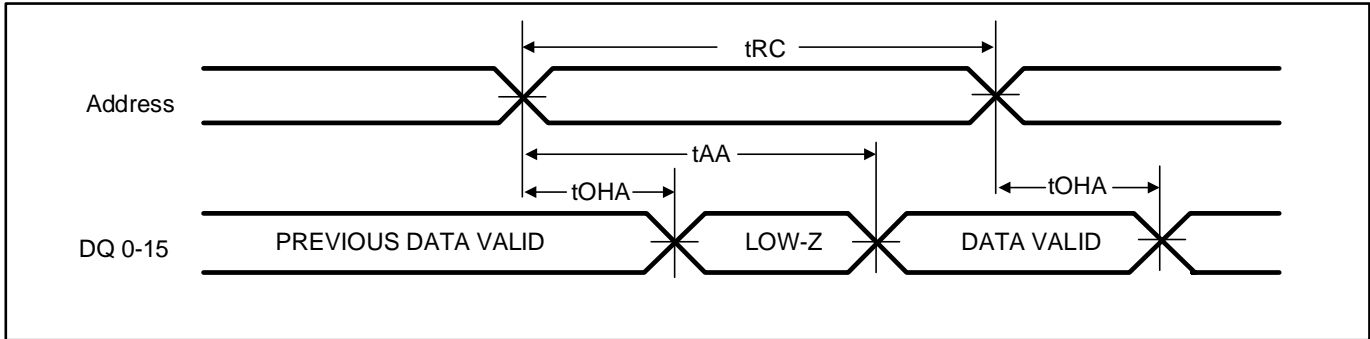 tRC
Address
tAA
tOHA
tOHA
DQ 0-15
PREVIOUS DATA VALID
LOW-Z
DATA VALID